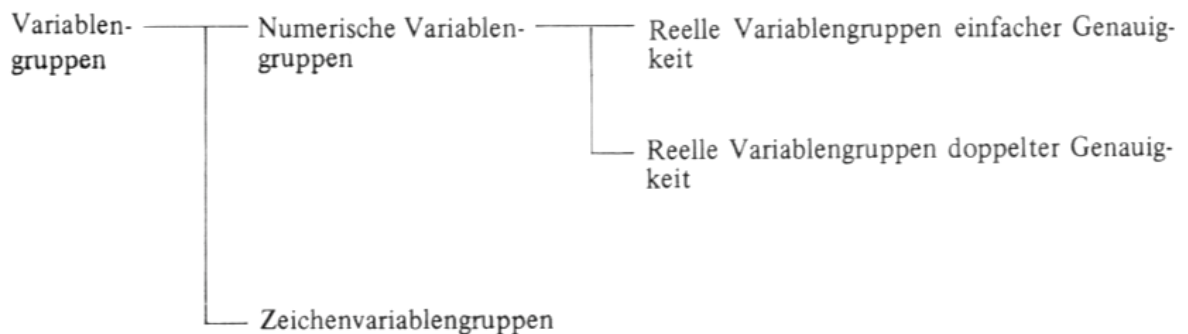 Variablen-
gruppen
Numerische Variablen-
gruppen
Reelle Variablengruppen einfacher Genauig-
keit
Reelle Variablengruppen doppelter Genauig-
keit
Zeichenvariablengruppen